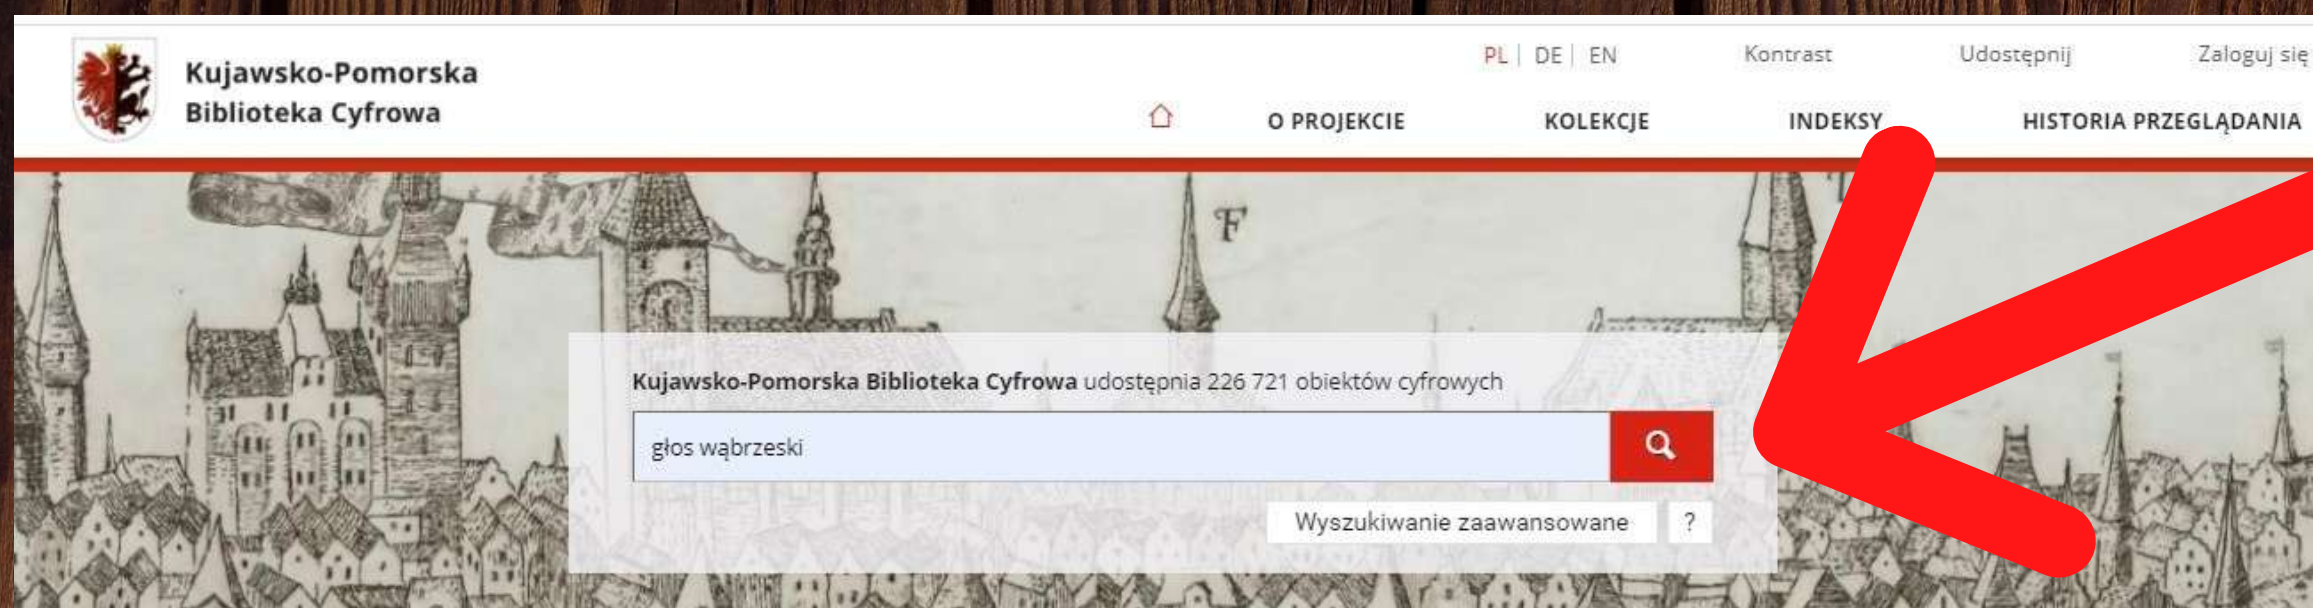 Kujawsko-Pomorska
Biblioteka Cyfrowa
PL | DE | EN Kontrast Udostępnij Zaloguj się
O PROJEKCIE KOLEKCJE INDEKSY HISTORIA PRZEGLĄDANIA
F
Kujawsko-Pomorska Biblioteka Cyfrowa udostępnia 226 721 obiektów cyfrowych
głos wąbrzeski
Wyszukiwanie zaawansowane ?